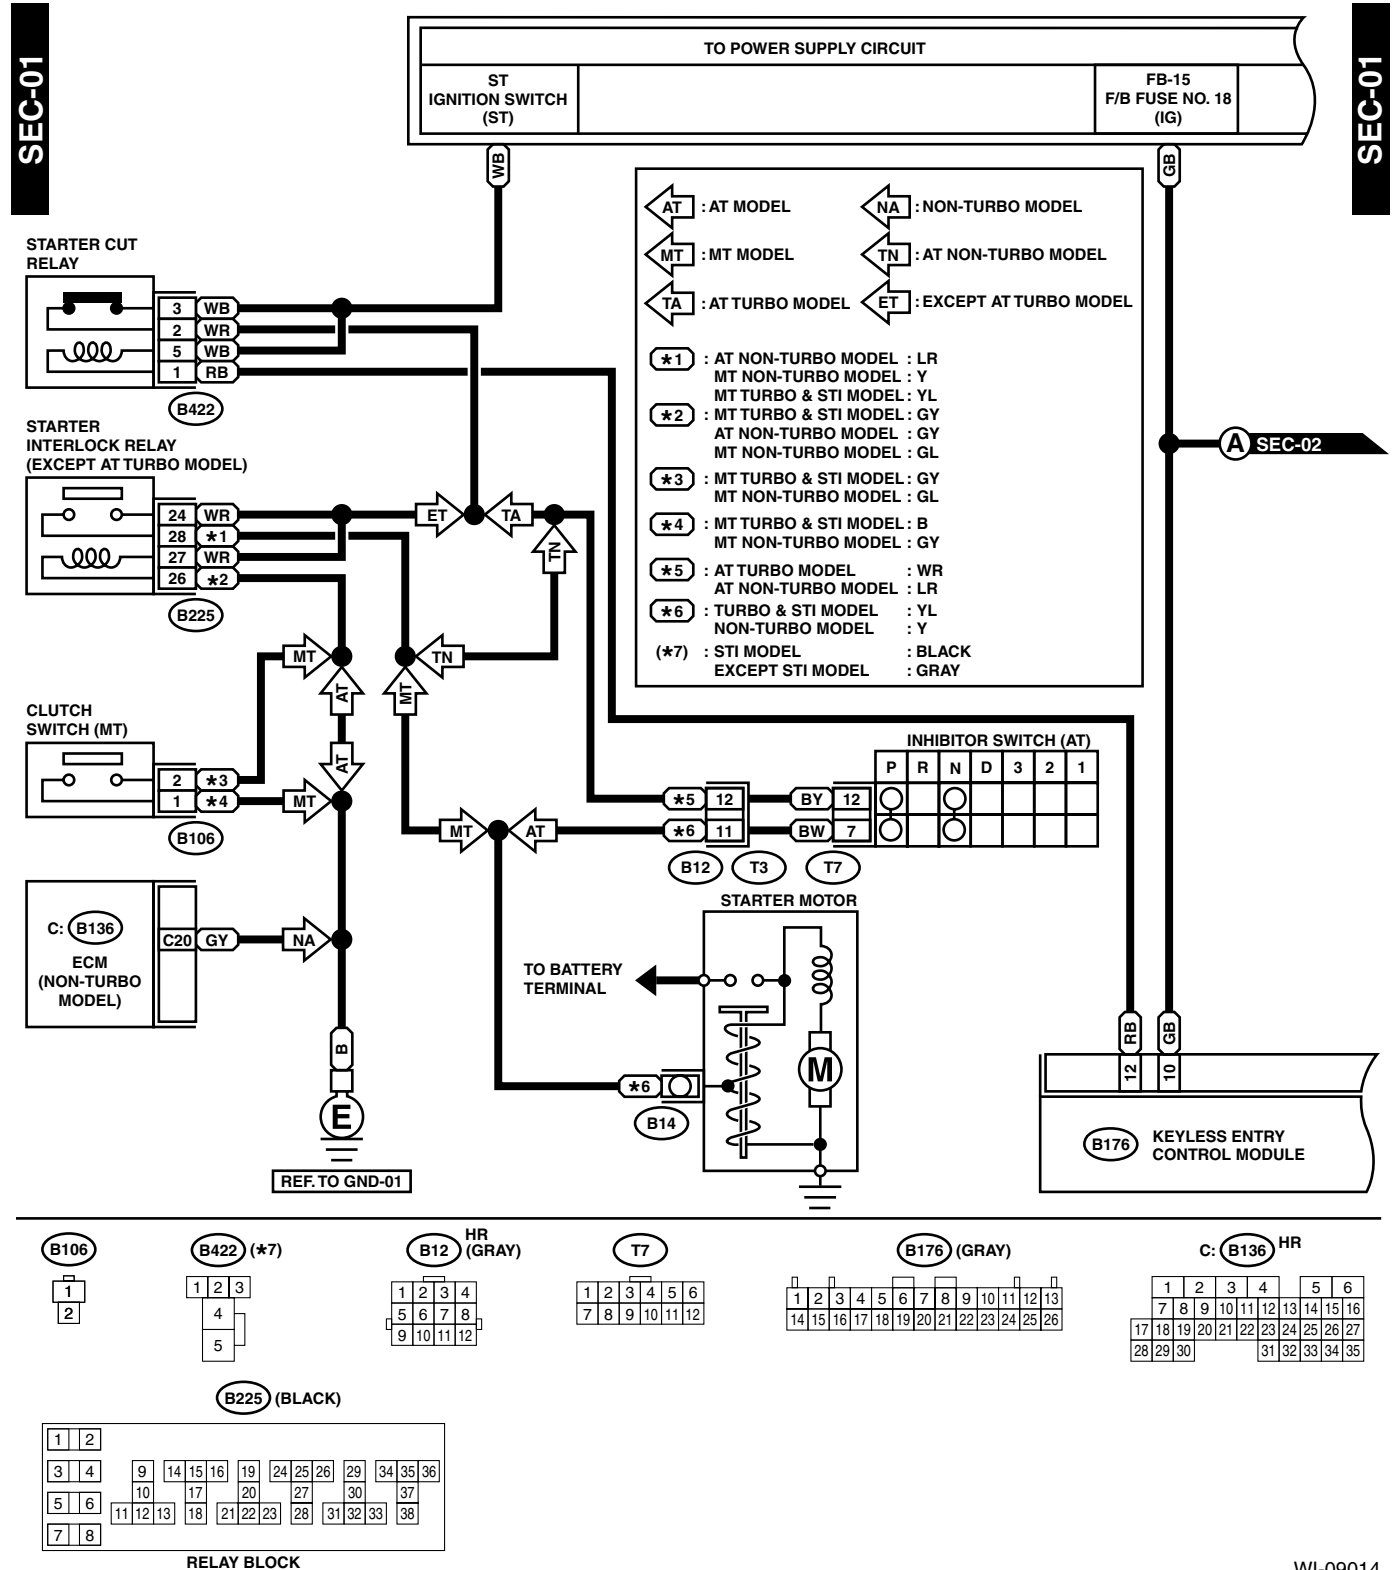 SEC-01
SEC-01
TO POWER SUPPLY CIRCUIT
ST
IGNITION SWITCH
(ST)
FB-15
F/B FUSE NO. 18
(IG)
WB
GB
AT : AT MODEL
NA : NON-TURBO MODEL
MT : MT MODEL
TN : AT NON-TURBO MODEL
TA : AT TURBO MODEL
ET : EXCEPT AT TURBO MODEL
*1 : AT NON-TURBO MODEL : LR
MT NON-TURBO MODEL : Y
MT TURBO & STI MODEL : YL
*2 : MT TURBO & STI MODEL : GY
AT NON-TURBO MODEL : GY
MT NON-TURBO MODEL : GL
*3 : MT TURBO & STI MODEL : GY
MT NON-TURBO MODEL : GL
*4 : MT TURBO & STI MODEL : B
MT NON-TURBO MODEL : GY
*5 : AT TURBO MODEL : WR
AT NON-TURBO MODEL : LR
*6 : TURBO & STI MODEL : YL
NON-TURBO MODEL : Y
(*7) : STI MODEL : BLACK
EXCEPT STI MODEL : GRAY
STARTER CUT
RELAY
3 WB
2 WR
5 WB
1 RB
B422
STARTER
INTERLOCK RELAY
(EXCEPT AT TURBO MODEL)
24 WR
28 *1
27 WR
26 *2
B225
ET
TA
TN
TN
MT
MT
AT
AT
A SEC-02
CLUTCH
SWITCH (MT)
2 *3
1 *4
MT
B106
MT
AT
INHIBITOR SWITCH (AT)
P R N D 3 2 1
*5 12 BY 12
*6 11 BW 7
B12 T3 T7
C: B136
ECM
(NON-TURBO
MODEL)
C20 GY
NA
B
E
REF. TO GND-01
STARTER MOTOR
TO BATTERY
TERMINAL
M
*6
B14
RB
GB
12
10
B176 KEYLESS ENTRY
CONTROL MODULE
B106
1
2
B422 (*7)
1 2 3
4
5
B12 HR
(GRAY)
1 2 3 4
5 6 7 8
9 10 11 12
T7
1 2 3 4 5 6
7 8 9 10 11 12
B176 (GRAY)
1 2 3 4 5 6 7 8 9 10 11 12 13
14 15 16 17 18 19 20 21 22 23 24 25 26
C: B136 HR
1 2 3 4 5 6
7 8 9 10 11 12 13 14 15 16
17 18 19 20 21 22 23 24 25 26 27
28 29 30 31 32 33 34 35
B225 (BLACK)
1 2
3 4 9 14 15 16 19 24 25 26 29 34 35 36
10 17 20 27 30 37
5 6 11 12 13 18 21 22 23 28 31 32 33 38
7 8
RELAY BLOCK
WI-09014